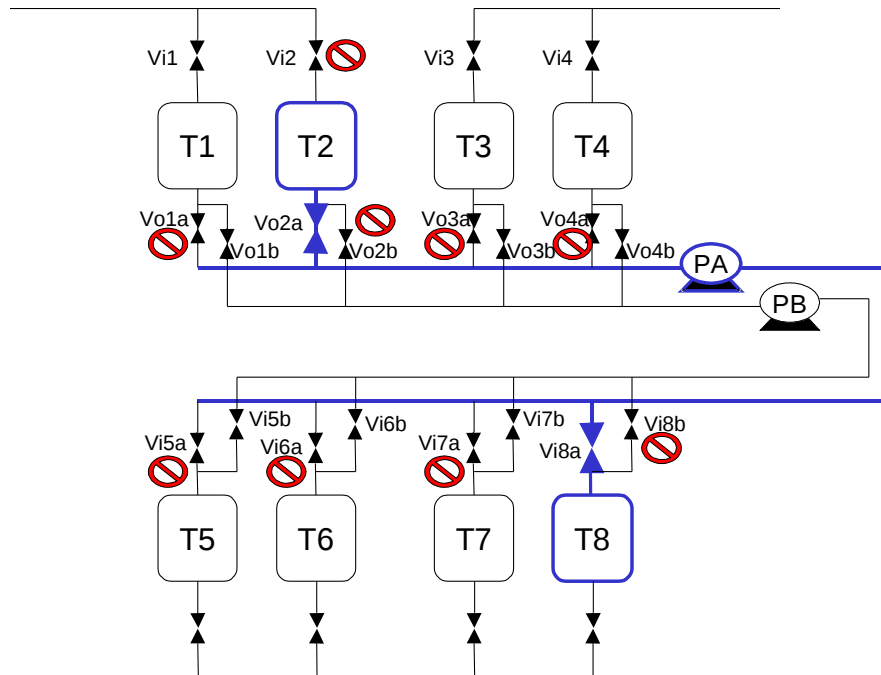 Vi1
Vi2
Vi3
Vi4
T1
T2
T3
T4
Vo1a
Vo2a
Vo3a
Vo4a
Vo1b
Vo2b
Vo3b
Vo4b
PA
PB
Vi5b
Vi6b
Vi7b
Vi8b
Vi5a
Vi6a
Vi7a
Vi8a
T5
T6
T7
T8